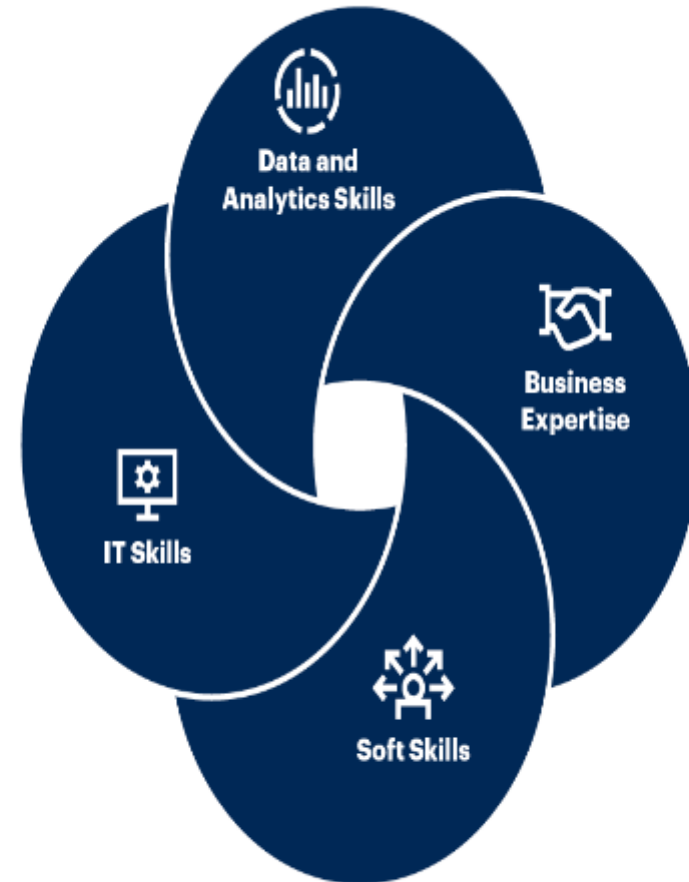 Data and
Analytics Skills
Business
Expertise
IT Skills
Soft Skills